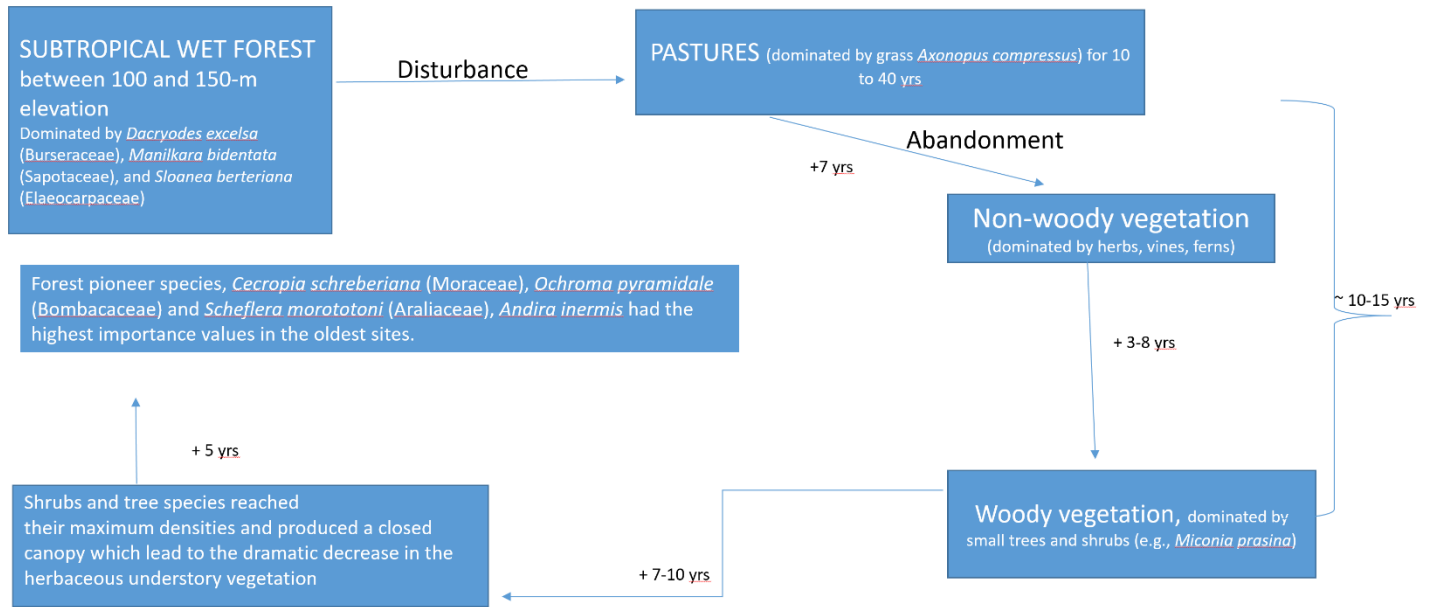 SUBTROPICAL WET FOREST
between 100 and 150-m
elevation
Dominated by Dacryodes excelsa
(Burseraceae), Manilkara bidentata
(Sapotaceae), and Sloanea berteriana
(Elaeocarpaceae)
Disturbance
PASTURES (dominated by grass Axonopus compressus) for 10
to 40 yrs
Abandonment
+7 yrs
Non-woody vegetation
(dominated by herbs, vines, ferns)
~ 10-15 yrs
+ 3-8 yrs
Woody vegetation, dominated by
small trees and shrubs (e.g., Miconia prasina)
+ 7-10 yrs
Shrubs and tree species reached
their maximum densities and produced a closed
canopy which lead to the dramatic decrease in the
herbaceous understory vegetation
+ 5 yrs
Forest pioneer species, Cecropia schreberiana (Moraceae), Ochroma pyramidale
(Bombacaceae) and Scheflera morototoni (Araliaceae), Andira inermis had the
highest importance values in the oldest sites.